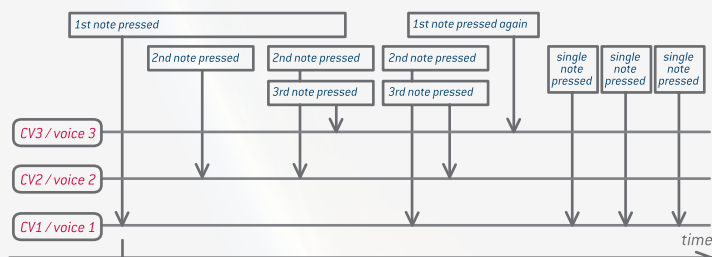 1st note pressed
1st note pressed again
2nd note pressed
2nd note pressed
2nd note pressed
single
note
pressed
single
note
pressed
single
note
pressed
3rd note pressed
3rd note pressed
CV3 / voice 3
CV2 / voice 2
CV1 / voice 1
time